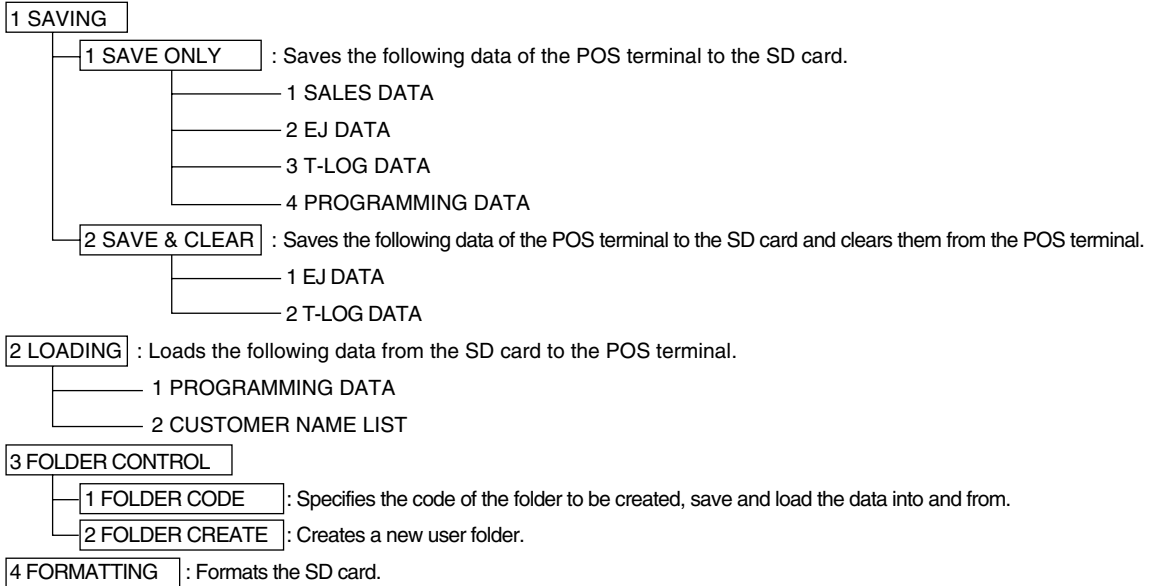 1 SAVING
1 SAVE ONLY : Saves the following data of the POS terminal to the SD card.
1 SALES DATA
2 EJ DATA
3 T-LOG DATA
4 PROGRAMMING DATA
2 SAVE & CLEAR : Saves the following data of the POS terminal to the SD card and clears them from the POS terminal.
1 EJ DATA
2 T-LOG DATA
2 LOADING : Loads the following data from the SD card to the POS terminal.
1 PROGRAMMING DATA
2 CUSTOMER NAME LIST
3 FOLDER CONTROL
1 FOLDER CODE : Specifies the code of the folder to be created, save and load the data into and from.
2 FOLDER CREATE : Creates a new user folder.
4 FORMATTING : Formats the SD card.